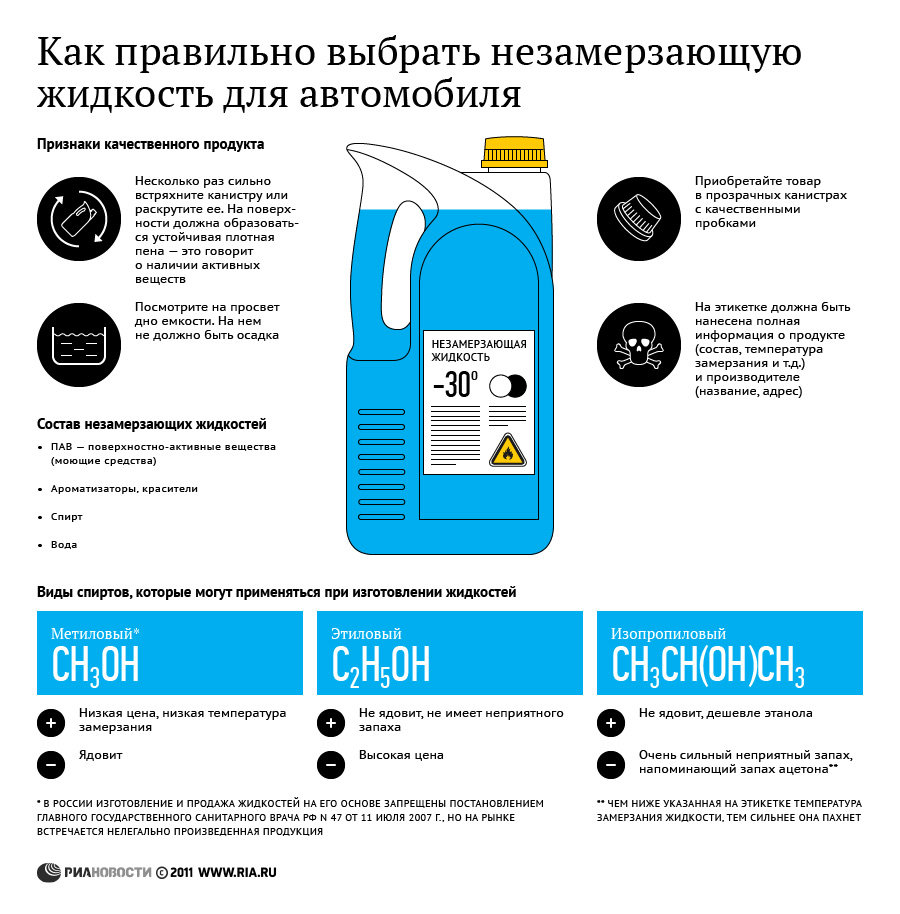 Как правильно выбрать незамерзающую
жидкость для автомобиля
Признаки качественного продукта
Несколько раз сильно
встряхните канистру или
раскрутите ее. На поверх-
ности должна образовать-
ся устойчивая плотная
пена — это говорит
о наличии активных
веществ
Посмотрите на просвет
дно емкости. На нем
не должно быть осадка
Приобретайте товар
в прозрачных канистрах
с качественными
пробками
На этикетке должна быть
нанесена полная
информация о продукте
(состав, температура
замерзания и т.д.)
и производителе
(название, адрес)
НЕЗАМЕРЗАЮЩАЯ
ЖИДКОСТЬ
-30⁰
Состав незамерзающих жидкостей
• ПАВ — поверхностно-активные вещества
(моющие средства)
• Ароматизаторы, красители
• Спирт
• Вода
Виды спиртов, которые могут применяться при изготовлении жидкостей
Метиловый*
CH₃OH
+ Низкая цена, низкая температура
замерзания
− Ядовит
Этиловый
C₂H₅OH
+ Не ядовит, не имеет неприятного
запаха
− Высокая цена
Изопропиловый
CH₃CH(OH)CH₃
+ Не ядовит, дешевле этанола
− Очень сильный неприятный запах,
напоминающий запах ацетона**
* В РОССИИ ИЗГОТОВЛЕНИЕ И ПРОДАЖА ЖИДКОСТЕЙ НА ЕГО ОСНОВЕ ЗАПРЕЩЕНЫ ПОСТАНОВЛЕНИЕМ
ГЛАВНОГО ГОСУДАРСТВЕННОГО САНИТАРНОГО ВРАЧА РФ N 47 ОТ 11 ИЮЛЯ 2007 Г., НО НА РЫНКЕ
ВСТРЕЧАЕТСЯ НЕЛЕГАЛЬНО ПРОИЗВЕДЕННАЯ ПРОДУКЦИЯ
** ЧЕМ НИЖЕ УКАЗАННАЯ НА ЭТИКЕТКЕ ТЕМПЕРАТУРА
ЗАМЕРЗАНИЯ ЖИДКОСТИ, ТЕМ СИЛЬНЕЕ ОНА ПАХНЕТ
РИАНОВОСТИ © 2011 WWW.RIA.RU